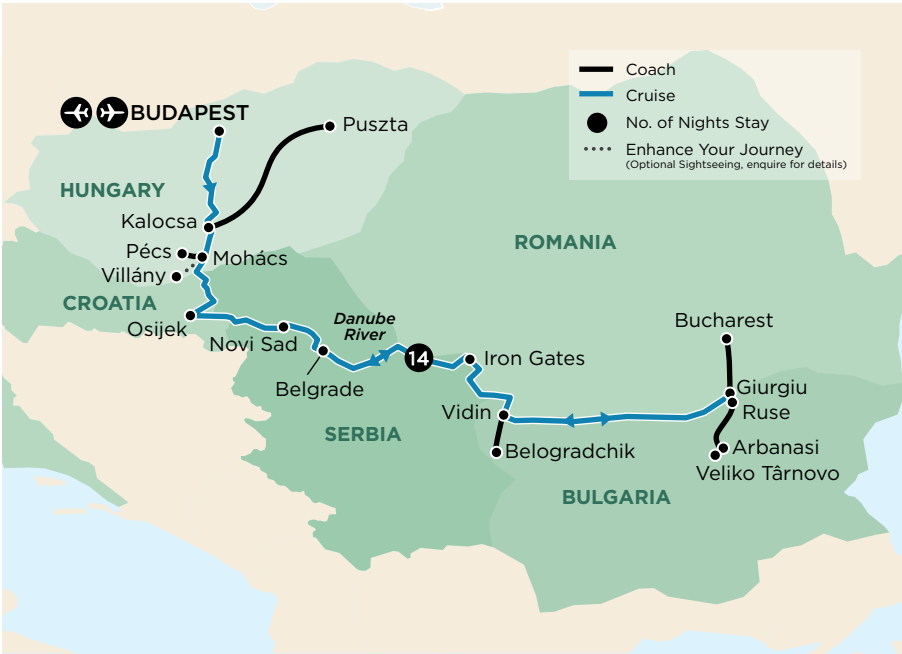 Coach
Cruise
No. of Nights Stay
Enhance Your Journey
(Optional Sightseeing, enquire for details)
BUDAPEST
Puszta
HUNGARY
Kalocsa
ROMANIA
Pécs
Mohács
Villány
CROATIA
Osijek
Danube
River
Novi Sad
Bucharest
14
Iron Gates
Belgrade
Giurgiu
Vidin
Ruse
SERBIA
Belogradchik
Arbanasi
Veliko Târnovo
BULGARIA